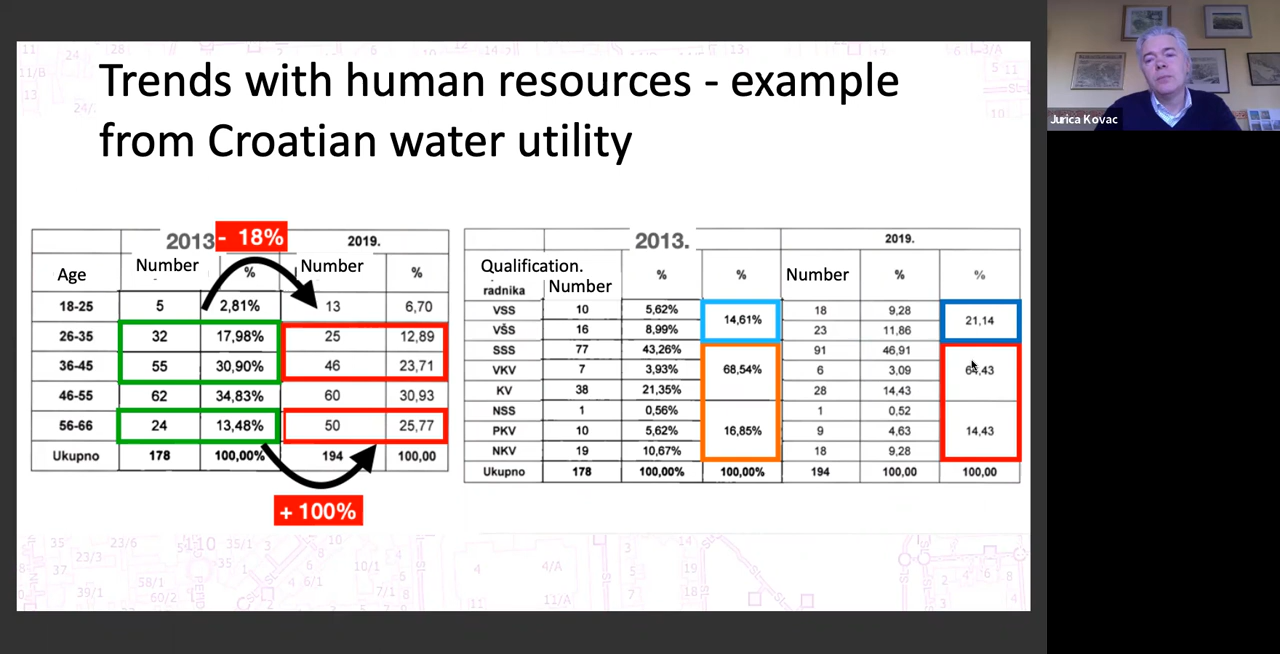 Trends with human resources - example
from Croatian water utility
Jurica Kovac
2013 - 18% 2019.
Age Number % Number %
18-25 5 2,81% 13 6,70
26-35 32 17,98% 25 12,89
36-45 55 30,90% 46 23,71
46-55 62 34,83% 60 30,93
56-66 24 13,48% 50 25,77
Ukupno 178 100,00% 194 100,00
+ 100%
2013. 2019.
Qualification. % % Number % %
radnika Number
VSS 10 5,62% 14,61% 18 9,28 21,14
VŠS 16 8,99% 23 11,86
SSS 77 43,26% 91 46,91
VKV 7 3,93% 68,54% 6 3,09
KV 38 21,35% 28 14,43
NSS 1 0,56% 1 0,52
PKV 10 5,62% 16,85% 9 4,63 14,43
NKV 19 10,67% 18 9,28
Ukupno 178 100,00% 100,00% 194 100,00 100,00